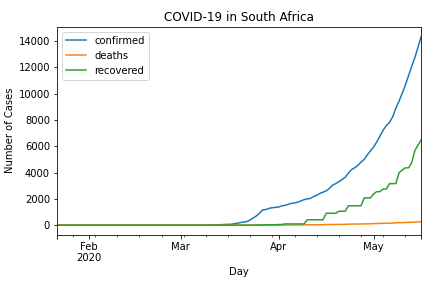 COVID-19 in South Africa
confirmed
deaths
recovered
Number of Cases
14000
12000
10000
8000
6000
4000
2000
0
Feb Mar Apr May
2020
Day